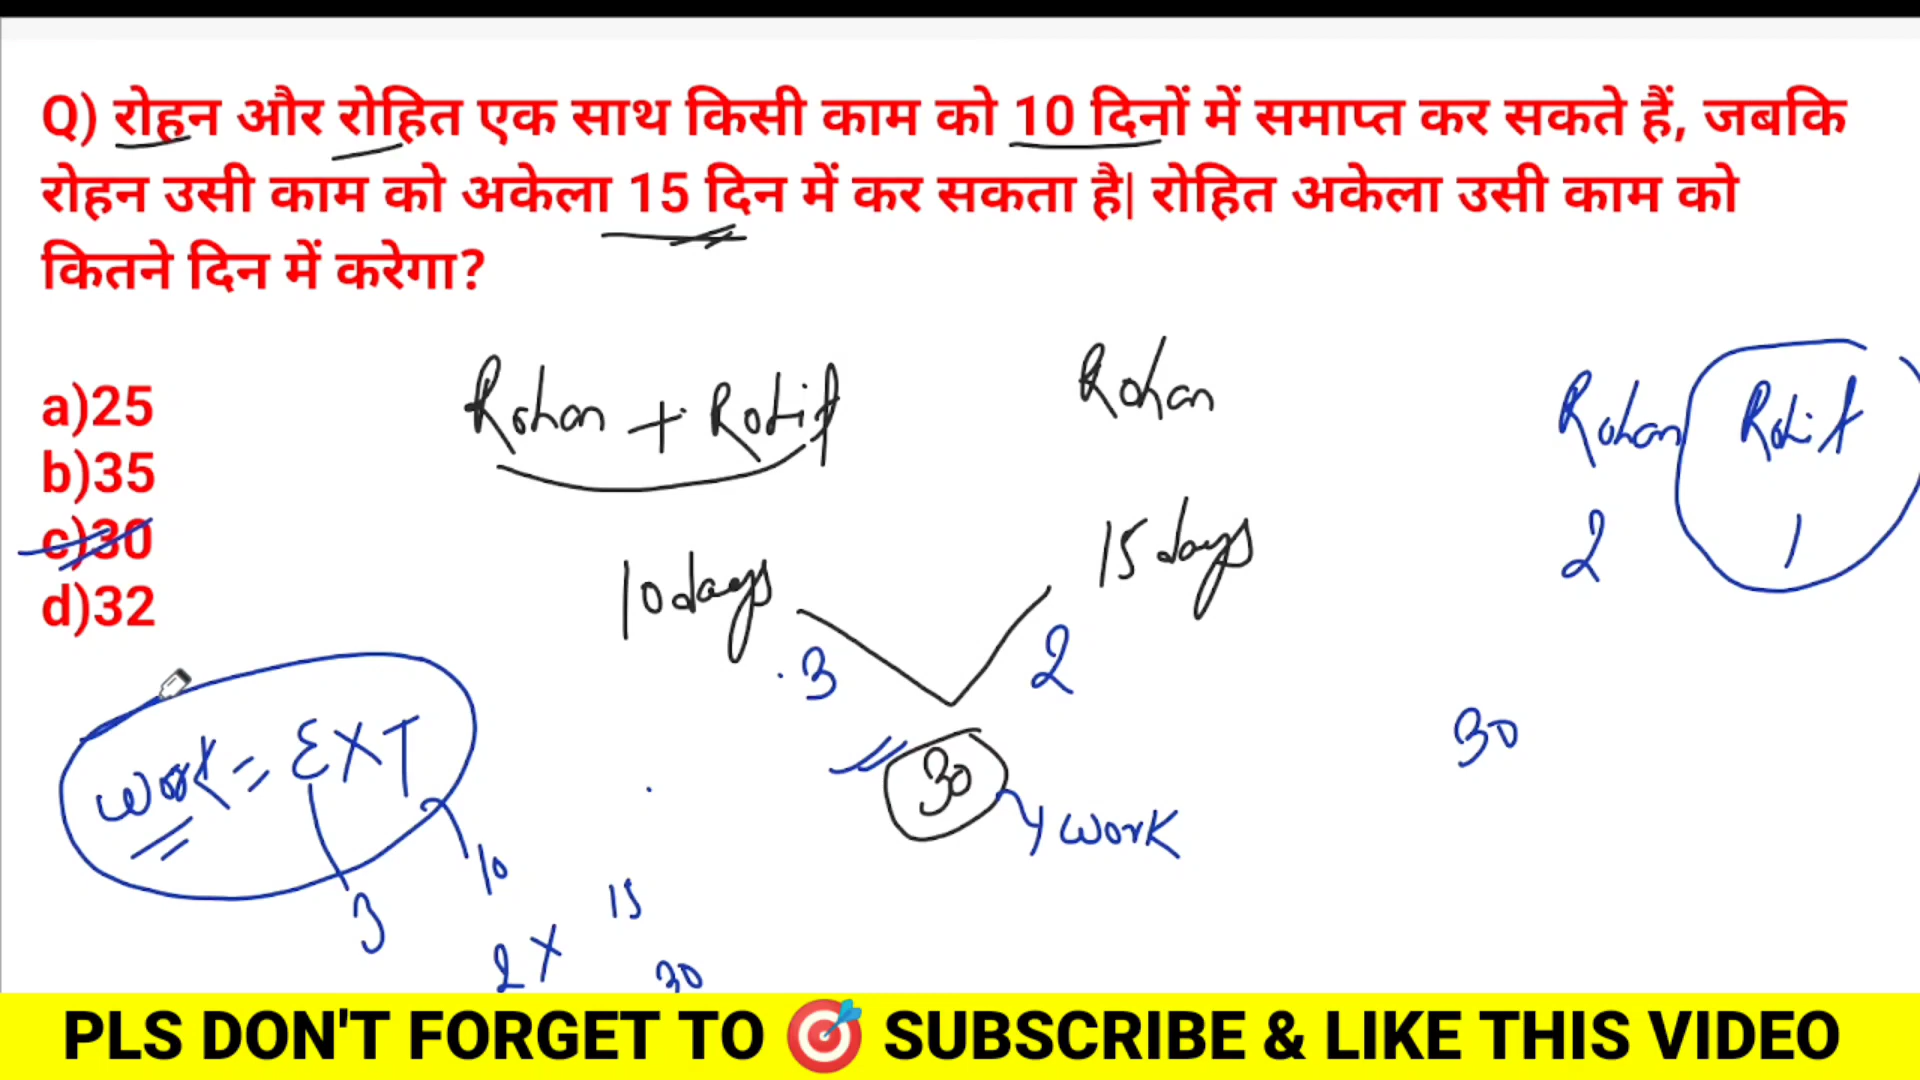 Q) रोहन और रोहित एक साथ किसी काम को 10 दिनों में समाप्त कर सकते हैं, जबकि
रोहन उसी काम को अकेला 15 दिन में कर सकता है| रोहित अकेला उसी काम को
कितने दिन में करेगा?
a)25
b)35
c)30
d)32
Rohan + Rohit
Rohan
Rohan Rohit
10 days
15 days
2 1
3
2
30
work = EXT
30
work
10
3
15
2 X
30
PLS DON'T FORGET TO 🎯 SUBSCRIBE & LIKE THIS VIDEO